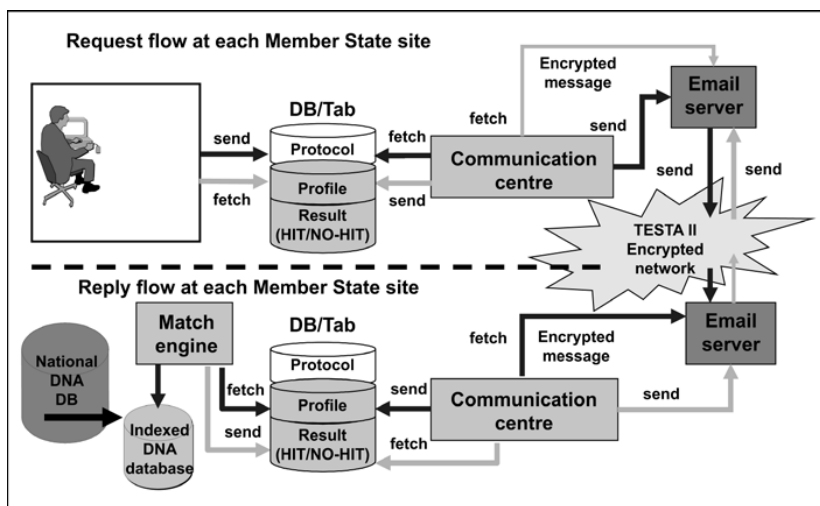 Request flow at each Member State site
DB/Tab
Protocol
Profile
Result
(HIT/NO-HIT)
send
fetch
fetch
send
Communication
centre
fetch
Encrypted
message
send
Email
server
send
send
TESTA II
Encrypted
network
Reply flow at each Member State site
National
DNA
DB
Match
engine
Indexed
DNA
database
fetch
send
DB/Tab
Protocol
Profile
Result
(HIT/NO-HIT)
send
fetch
Communication
centre
fetch
Encrypted
message
send
Email
server